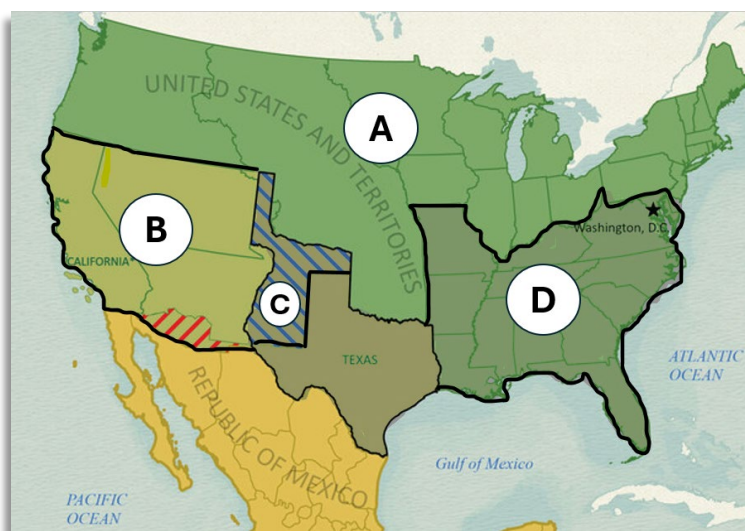 UNITED STATES AND TERRITORIES
A
B
C
D
Washington, D.C.
CALIFORNIA*
TEXAS
ATLANTIC
OCEAN
REPUBLIC OF MEXICO
Gulf of Mexico
PACIFIC
OCEAN